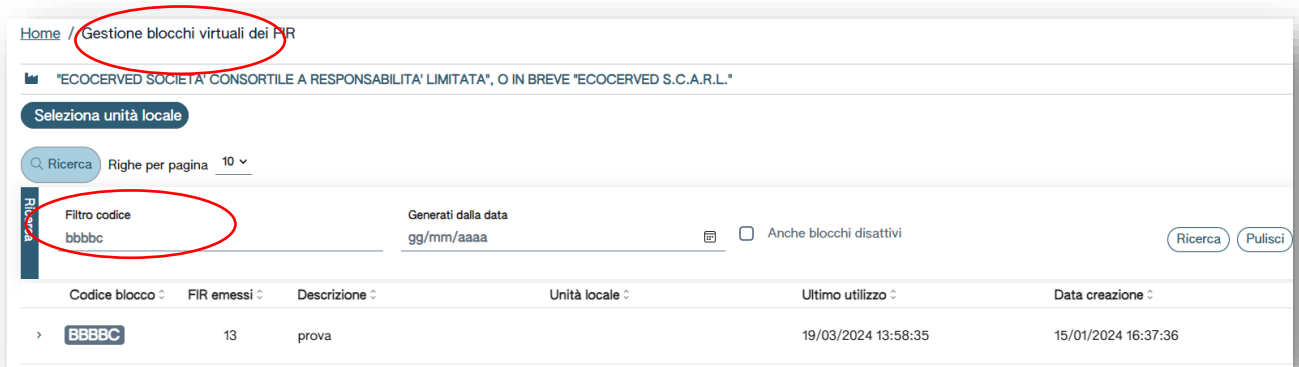 Home / Gestione blocchi virtuali dei FIR
"ECOCERVED SOCIETA' CONSORTILE A RESPONSABILITA' LIMITATA", O IN BREVE "ECOCERVED S.C.A.R.L."
Seleziona unità locale
Ricerca Righe per pagina 10
Ricerca
Filtro codice Generati dalla data
bbbbc gg/mm/aaaa Anche blocchi disattivi Ricerca Pulisci
Codice blocco FIR emessi Descrizione Unità locale Ultimo utilizzo Data creazione
BBBBC 13 prova 19/03/2024 13:58:35 15/01/2024 16:37:36